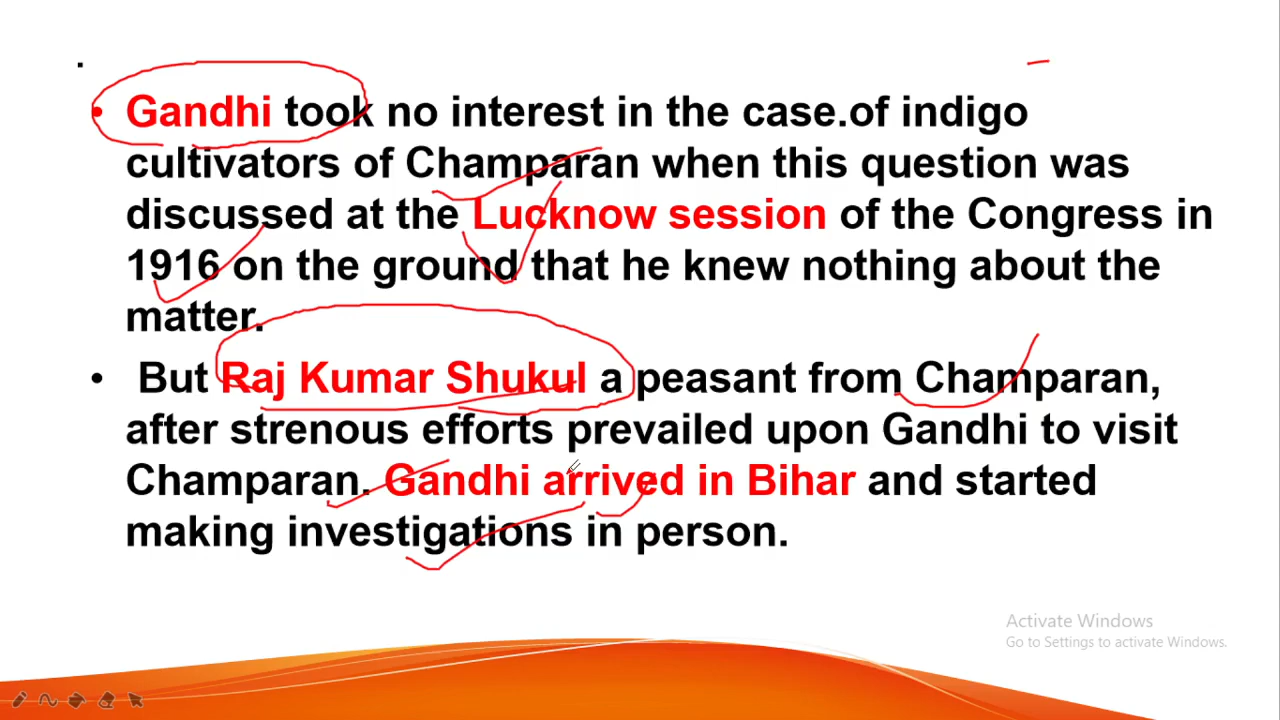 • Gandhi took no interest in the case.of indigo
cultivators of Champaran when this question was
discussed at the Lucknow session of the Congress in
1916 on the ground that he knew nothing about the
matter.
• But Raj Kumar Shukul a peasant from Champaran,
after strenous efforts prevailed upon Gandhi to visit
Champaran. Gandhi arrived in Bihar and started
making investigations in person.
Activate Windows
Go to Settings to activate Windows.